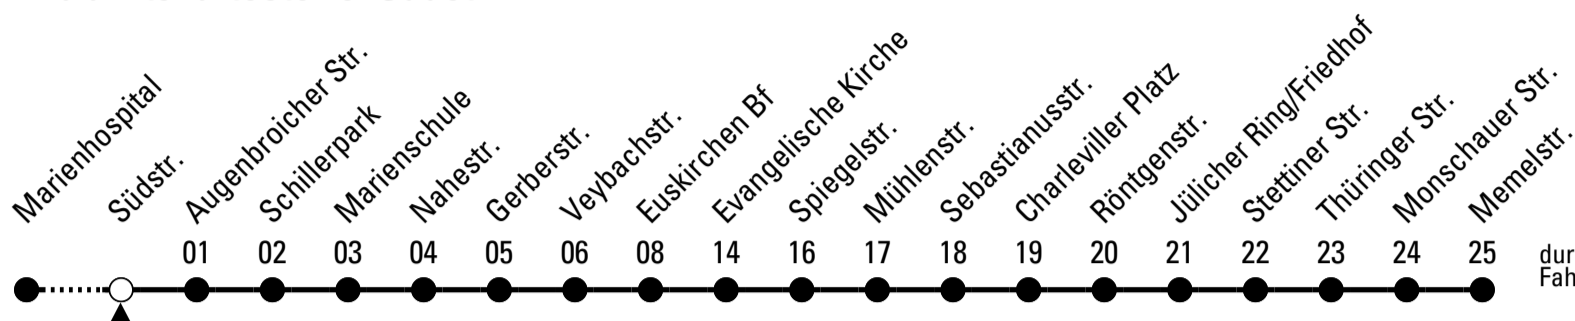 Marienhospital
Südstr.
Augenbroicher Str.
Schillerpark
Marienschule
Nahestr.
Gerberstr.
Veybachstr.
Euskirchen Bf
Evangelische Kirche
Spiegelstr.
Mühlenstr.
Sebastianusstr.
Charleviller Platz
Röntgenstr.
Jülicher Ring/Friedhof
Stettiner Str.
Thüringer Str.
Monschauer Str.
Memelstr.
01 02 03 04 05 06 08 14 16 17 18 19 20 21 22 23 24 25
dur
Fah